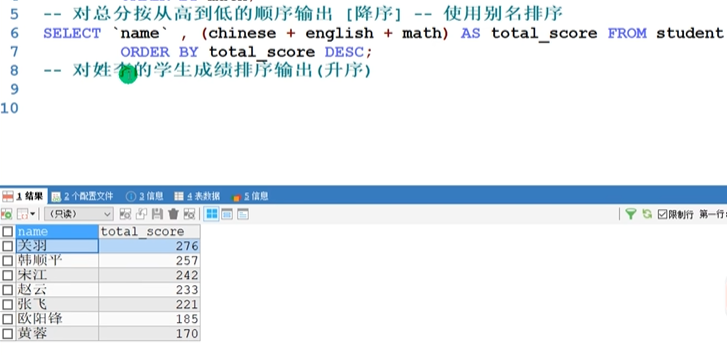 5 -- 对总分按从高到低的顺序输出 [降序] -- 使用别名排序
6 SELECT `name` , (chinese + english + math) AS total_score FROM student
7 ORDER BY total_score DESC;
8 -- 对姓李的学生成绩排序输出(升序)
9
10
1 结果 2 个配置文件 3 信息 4 表数据 5 信息
(只读) 限制行 第一行
name total_score
关羽 276
韩顺平 257
宋江 242
赵云 233
张飞 221
欧阳锋 185
黄蓉 170